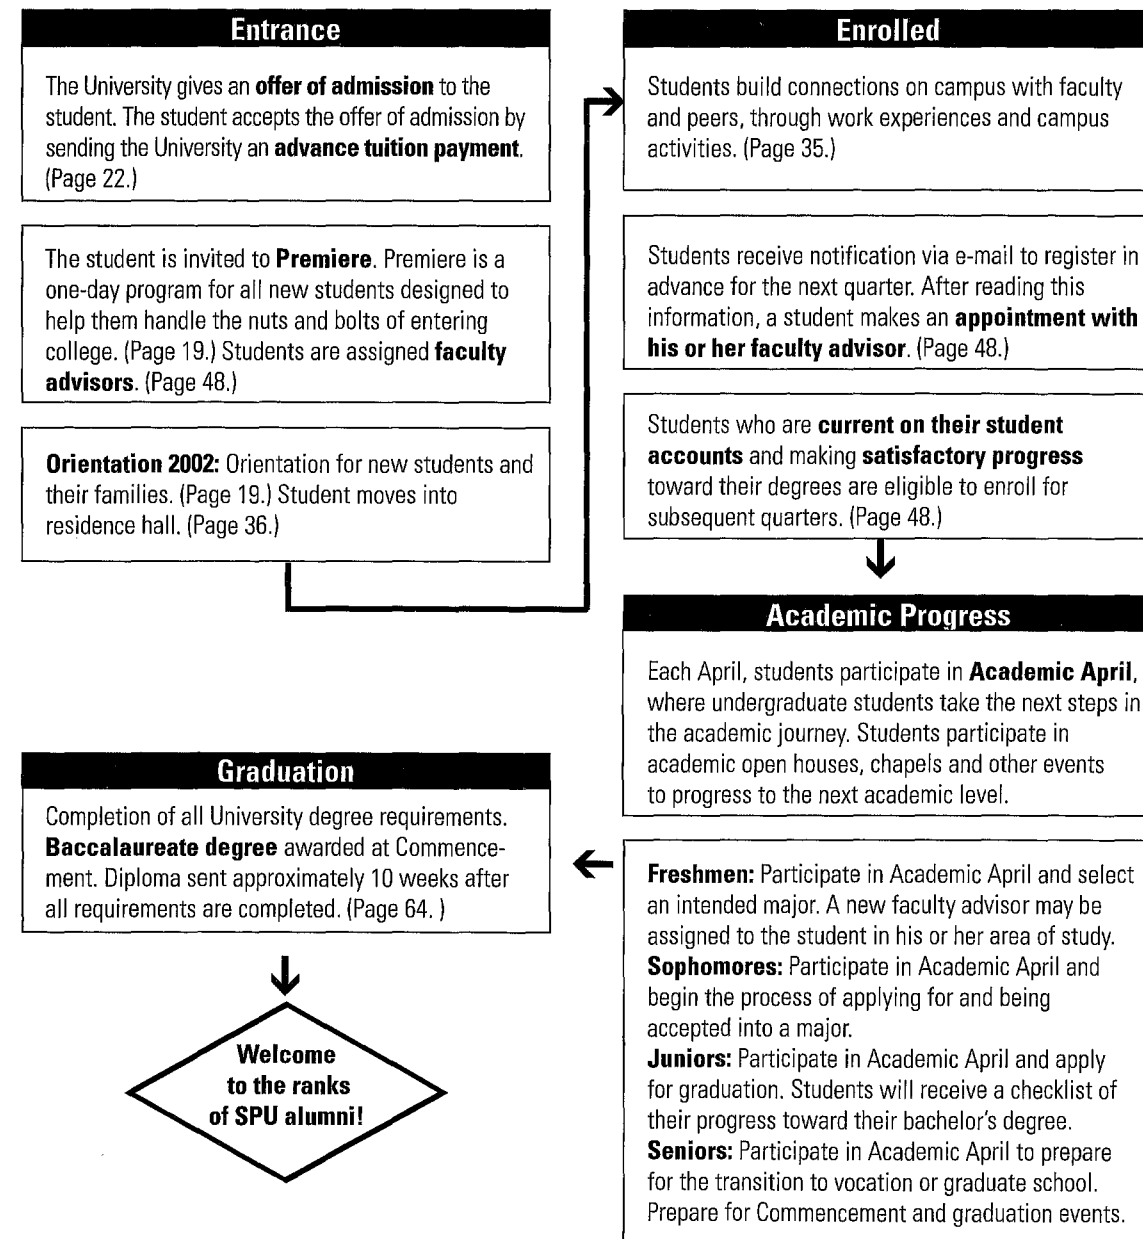 Entrance
The University gives an offer of admission to the
student. The student accepts the offer of admission by
sending the University an advance tuition payment.
(Page 22.)
The student is invited to Premiere. Premiere is a
one-day program for all new students designed to
help them handle the nuts and bolts of entering
college. (Page 19.) Students are assigned faculty
advisors. (Page 48.)
Orientation 2002: Orientation for new students and
their families. (Page 19.) Student moves into
residence hall. (Page 36.)
Enrolled
Students build connections on campus with faculty
and peers, through work experiences and campus
activities. (Page 35.)
Students receive notification via e-mail to register in
advance for the next quarter. After reading this
information, a student makes an appointment with
his or her faculty advisor. (Page 48.)
Students who are current on their student
accounts and making satisfactory progress
toward their degrees are eligible to enroll for
subsequent quarters. (Page 48.)
Academic Progress
Each April, students participate in Academic April,
where undergraduate students take the next steps in
the academic journey. Students participate in
academic open houses, chapels and other events
to progress to the next academic level.
Freshmen: Participate in Academic April and select
an intended major. A new faculty advisor may be
assigned to the student in his or her area of study.
Sophomores: Participate in Academic April and
begin the process of applying for and being
accepted into a major.
Juniors: Participate in Academic April and apply
for graduation. Students will receive a checklist of
their progress toward their bachelor's degree.
Seniors: Participate in Academic April to prepare
for the transition to vocation or graduate school.
Prepare for Commencement and graduation events.
Graduation
Completion of all University degree requirements.
Baccalaureate degree awarded at Commence-
ment. Diploma sent approximately 10 weeks after
all requirements are completed. (Page 64. )
Welcome
to the ranks
of SPU alumni!